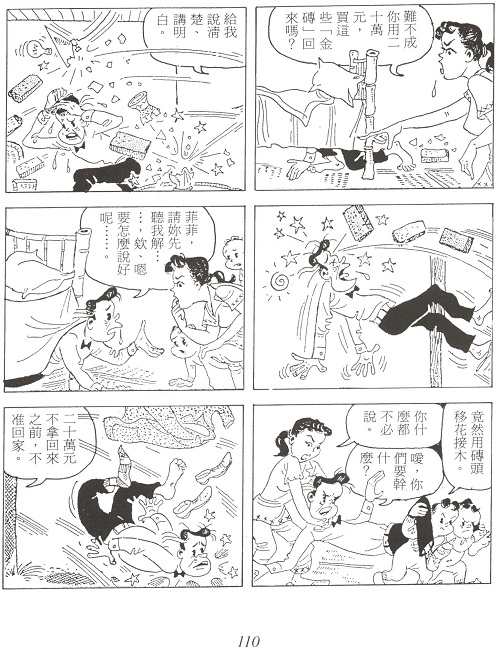 難不成
你用二
十萬
元，
買這
些「金
磚」回
來嗎？
給我
說清
楚、
講明
白。
菲菲，
請妳先
聽我解…
…，欸、嗯
要怎麼說好
呢……。
竟然用磚頭
移花接木。
你什
麼都
不必
說。
噯，你
們要幹
什
麼？
二十萬元
不拿回來
之前，不
准回家。
110